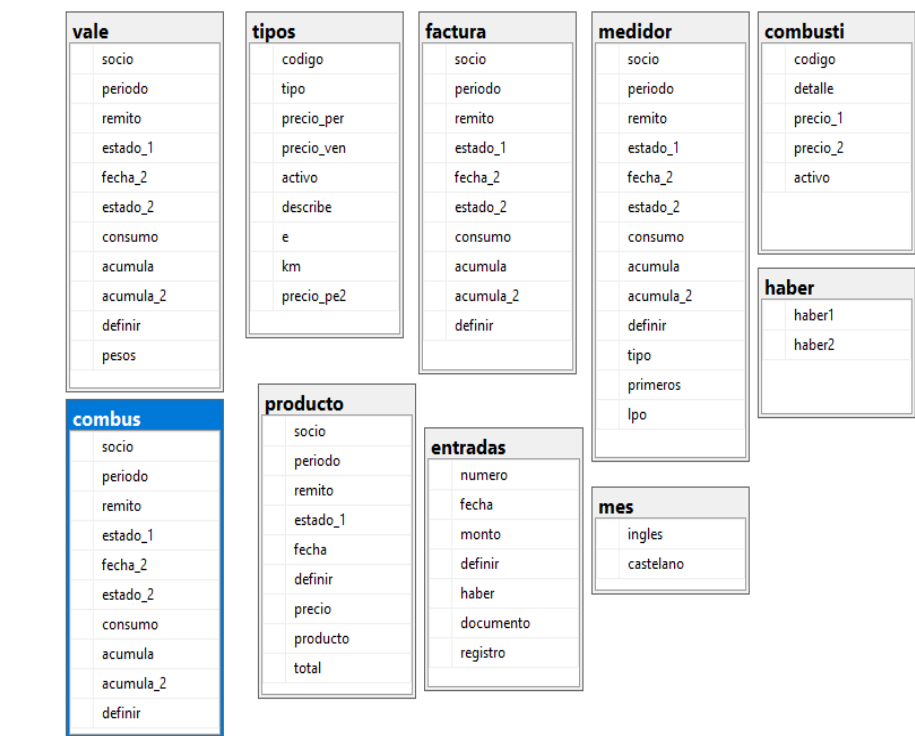 vale
socio
periodo
remito
estado_1
fecha_2
estado_2
consumo
acumula
acumula_2
definir
pesos
tipos
codigo
tipo
precio_per
precio_ven
activo
describe
e
km
precio_pe2
factura
socio
periodo
remito
estado_1
fecha_2
estado_2
consumo
acumula
acumula_2
definir
medidor
socio
periodo
remito
estado_1
fecha_2
estado_2
consumo
acumula
acumula_2
definir
tipo
primeros
lpo
combusti
codigo
detalle
precio_1
precio_2
activo
haber
haber1
haber2
combus
socio
periodo
remito
estado_1
fecha_2
estado_2
consumo
acumula
acumula_2
definir
producto
socio
periodo
remito
estado_1
fecha
definir
precio
producto
total
entradas
numero
fecha
monto
definir
haber
documento
registro
mes
ingles
castelano